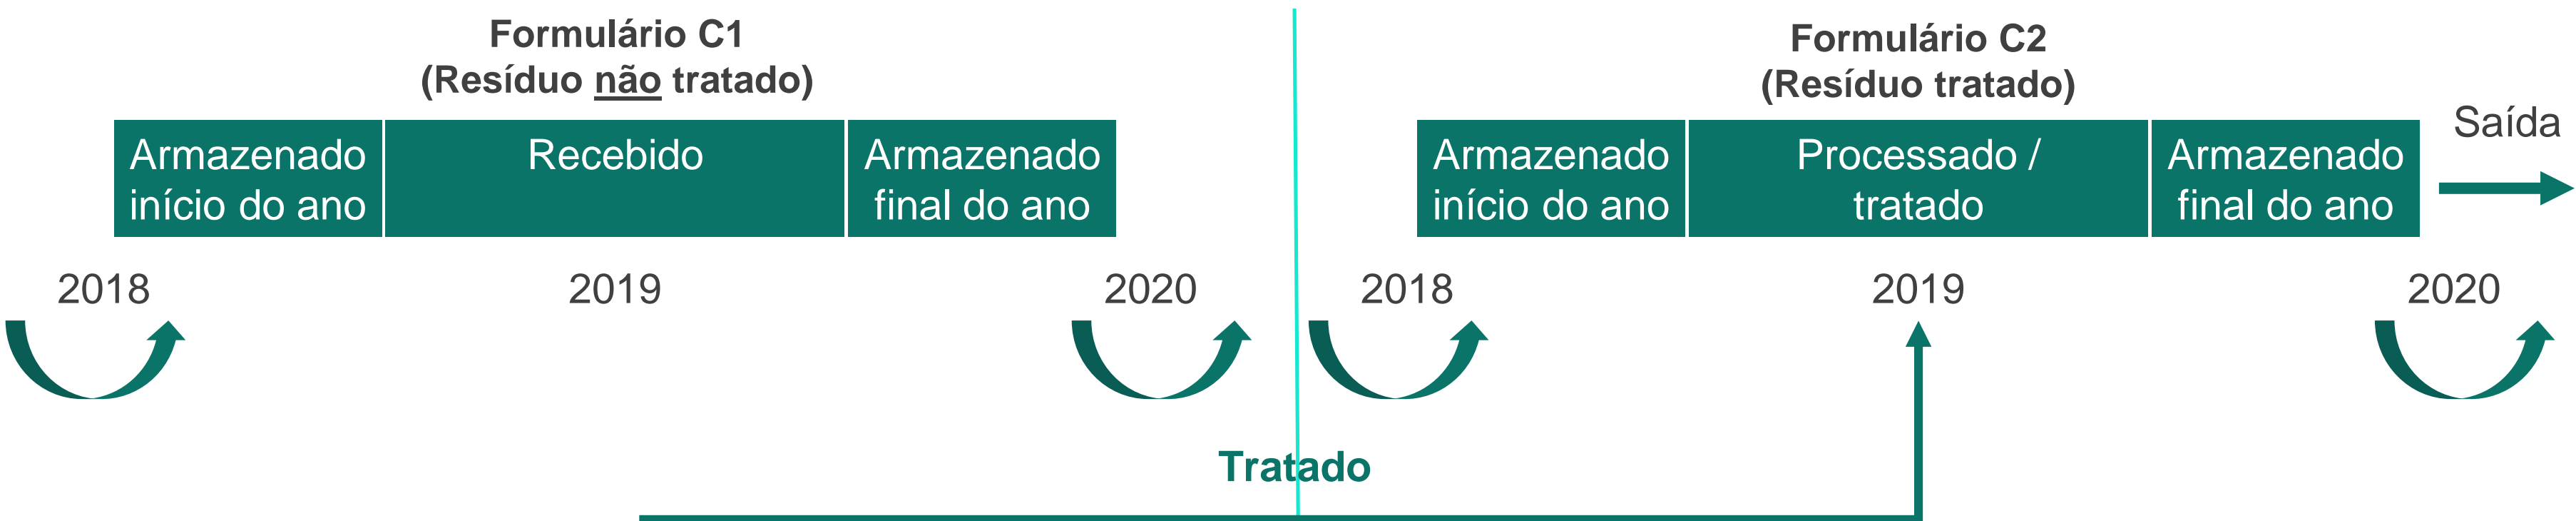 Formulário C1
(Resíduo não tratado)
Armazenado
início do ano
Recebido
Armazenado
final do ano
2018
2019
2020
Formulário C2
(Resíduo tratado)
Armazenado
início do ano
Processado /
tratado
Armazenado
final do ano
Saída
2018
2019
2020
Tratado